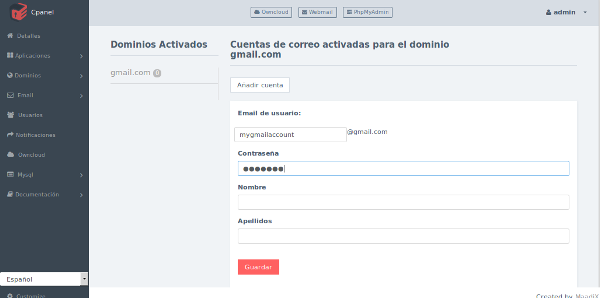 Cpanel
Owncloud
Webmail
PhpMyAdmin
admin
Detalles
Aplicaciones
Dominios
Email
Usuarios
Notificaciones
Owncloud
Mysql
Documentación
Español
Customize
Dominios Activados
gmail.com 0
Cuentas de correo activadas para el dominio
gmail.com
Añadir cuenta
Email de usuario:
mygmailaccount
@gmail.com
Contraseña
Nombre
Apellidos
Guardar
Created by MaadiX